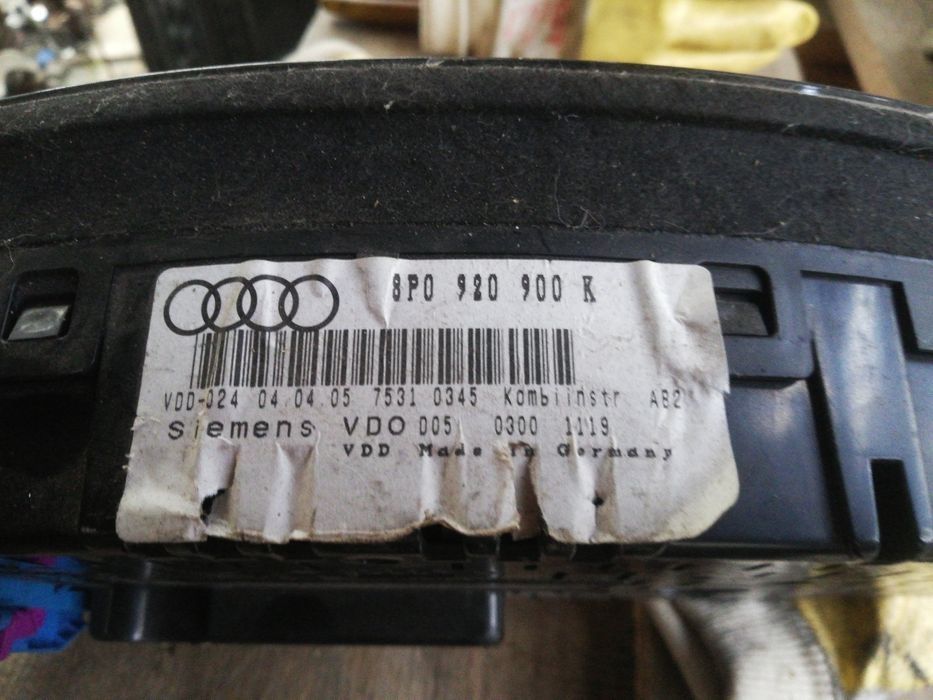 8P0 920 900 K
VDD-024 04.04.05 7531 0345 Kombiinstr AB2
Siemens VDO 005 0300 1119
VDD Made in Germany